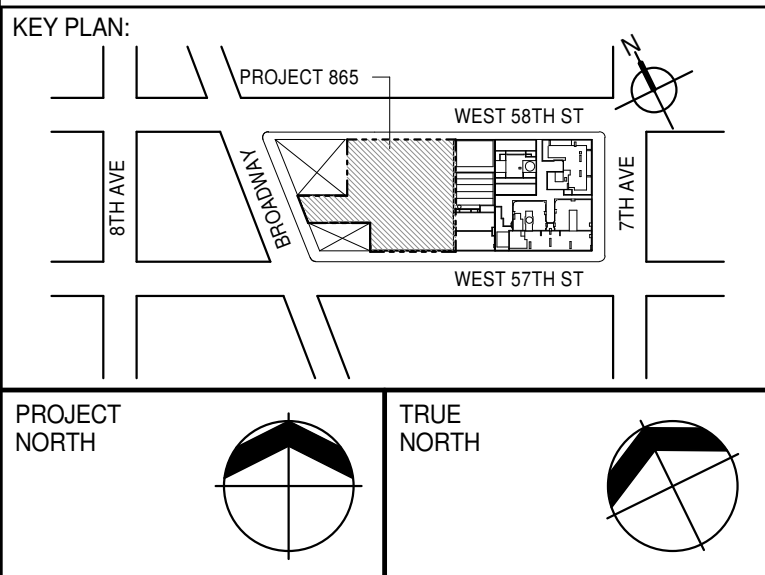 KEY PLAN:
PROJECT 865
N
WEST 58TH ST
8TH AVE
BROADWAY
7TH AVE
WEST 57TH ST
PROJECT
NORTH
TRUE
NORTH